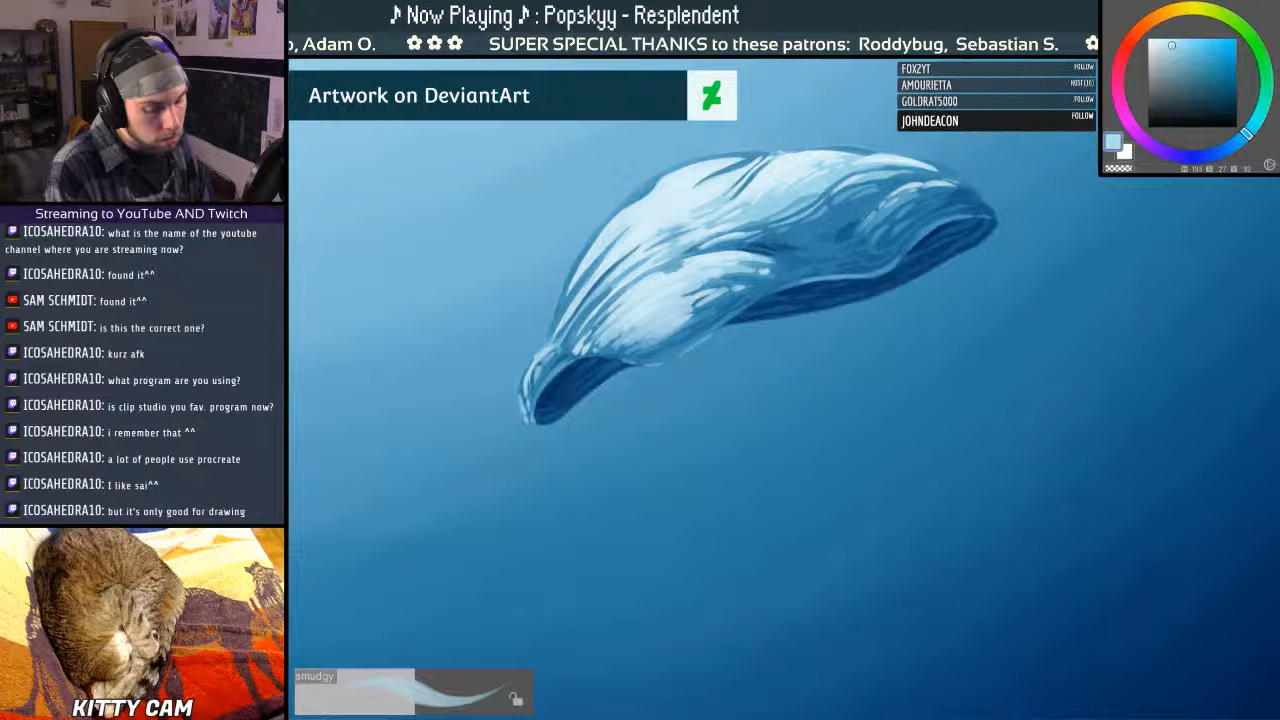 ♪ Now Playing ♪ : Popskyy - Resplendent
o, Adam O. ✿ ✿ ✿ SUPER SPECIAL THANKS to these patrons: Roddybug, Sebastian S. ✿
Artwork on DeviantArt
FOXZYT FOLLOW
AMOURIETTA HOST (16)
GOLDRAT5000 FOLLOW
JOHNDEACON FOLLOW
Streaming to YouTube AND Twitch
ICOSAHEDRA10: what is the name of the youtube
channel where you are streaming now?
ICOSAHEDRA10: found it^^
SAM SCHMIDT: found it^^
SAM SCHMIDT: is this the correct one?
ICOSAHEDRA10: kurz afk
ICOSAHEDRA10: what program are you using?
ICOSAHEDRA10: is clip studio you fav. program now?
ICOSAHEDRA10: i remember that ^^
ICOSAHEDRA10: a lot of people use procreate
ICOSAHEDRA10: I like sai^^
ICOSAHEDRA10: but it's only good for drawing
KITTY CAM
smudgy